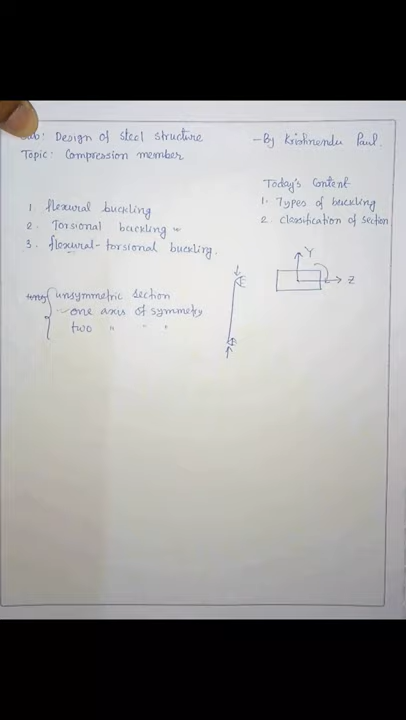 Sub: Design of steel structure
- By Krishnendu Paul.
Topic: Compression member
Today's Content
1. Types of buckling
2. classification of section
1. flexural buckling
2. Torsional buckling
3. flexural-torsional buckling.
Y
Z
unsymmetric section
one axis of symmetry
two " " "